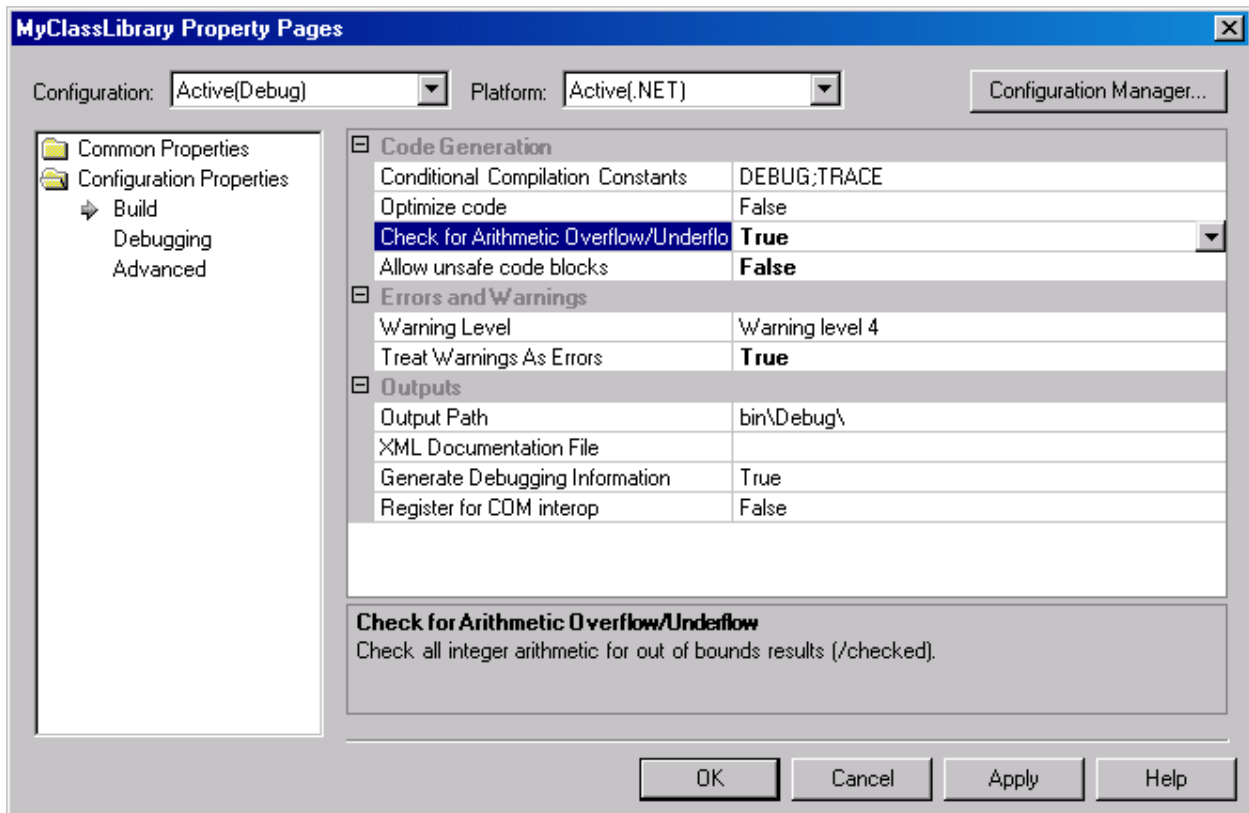 MyClassLibrary Property Pages
Configuration: Active(Debug) Platform: Active(.NET) Configuration Manager...
Common Properties
Configuration Properties
Build
Debugging
Advanced
Code Generation
Conditional Compilation Constants DEBUG;TRACE
Optimize code False
Check for Arithmetic Overflow/Underflo True
Allow unsafe code blocks False
Errors and Warnings
Warning Level Warning level 4
Treat Warnings As Errors True
Outputs
Output Path bin\Debug\
XML Documentation File
Generate Debugging Information True
Register for COM interop False
Check for Arithmetic Overflow/Underflow
Check all integer arithmetic for out of bounds results (/checked).
OK Cancel Apply Help